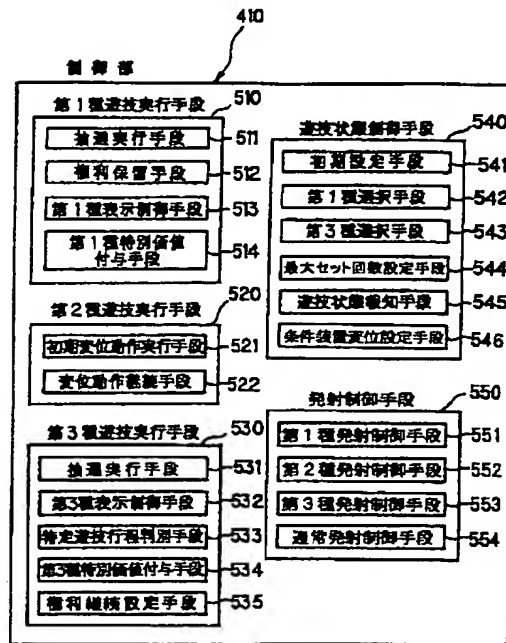 410
制御部
第1種遊技実行手段
510
抽選実行手段
511
権利保留手段
512
第1種表示制御手段
513
第1種特別価値
付与手段
514
第2種遊技実行手段
520
初期変位動作実行手段
521
変位動作継続手段
522
第3種遊技実行手段
530
抽選実行手段
531
第3種表示制御手段
532
特定遊技行程判別手段
533
第3種特別価値付与手段
534
権利継続設定手段
535
遊技状態制御手段
540
初期設定手段
541
第1種選択手段
542
第3種選択手段
543
最大セット回数設定手段
544
遊技状態報知手段
545
条件装置変位設定手段
546
発射制御手段
550
第1種発射制御手段
551
第2種発射制御手段
552
第3種発射制御手段
553
通常発射制御手段
554